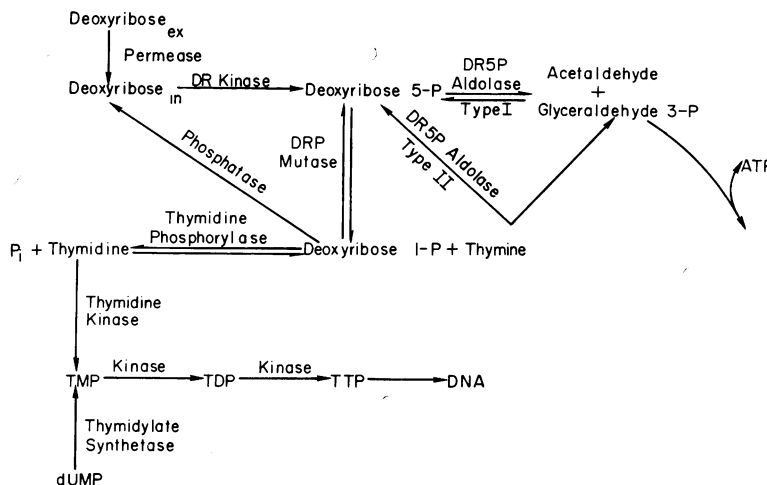 Deoxyribose ex
Permease
Deoxyribose in
DR Kinase
Deoxyribose 5-P
DR5P
Aldolase
Type I
Acetaldehyde
+
Glyceraldehyde 3-P
ATP
Phosphatase
DRP
Mutase
DR5P Aldolase
Type II
Thymidine
Phosphorylase
Pi + Thymidine
Deoxyribose 1-P + Thymine
Thymidine
Kinase
TMP
Kinase
TDP
Kinase
TTP
DNA
Thymidylate
Synthetase
dUMP